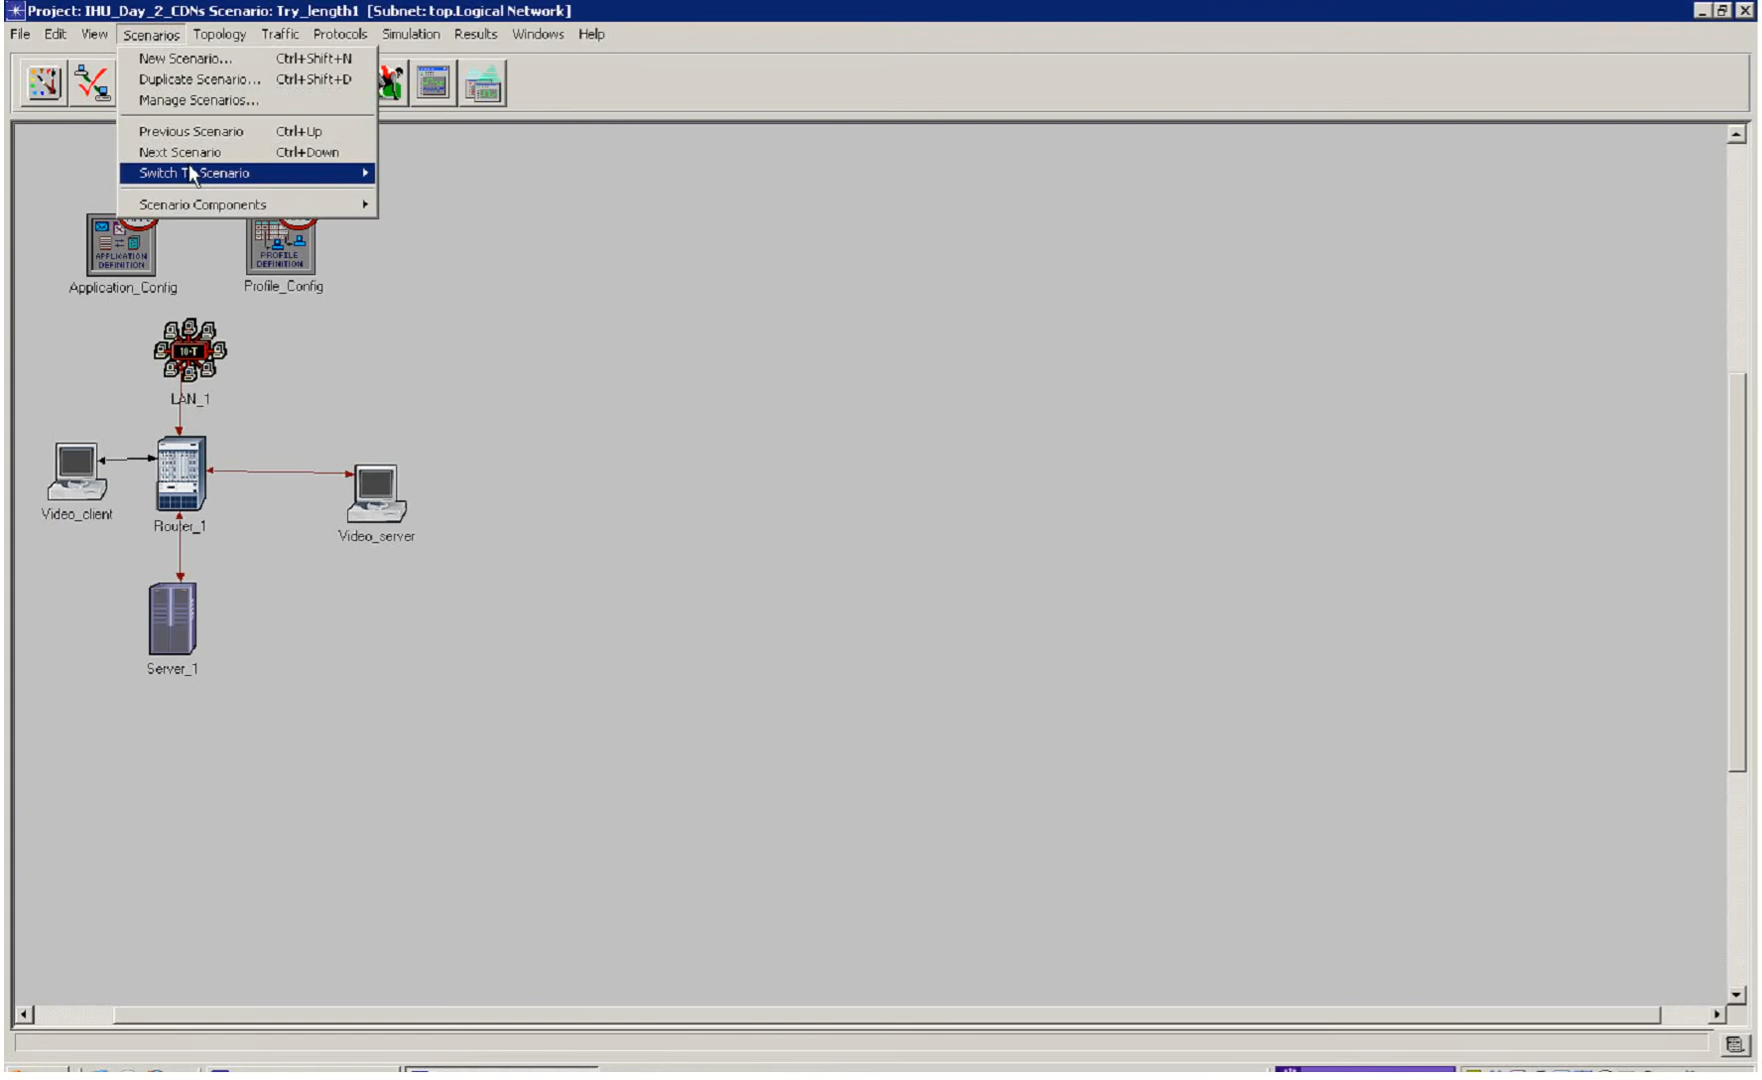 Project: IHU_Day_2_CDNs Scenario: Try_length1 [Subnet: top.Logical Network]
File Edit View Scenarios Topology Traffic Protocols Simulation Results Windows Help
New Scenario... Ctrl+Shift+N
Duplicate Scenario... Ctrl+Shift+D
Manage Scenarios...
Previous Scenario Ctrl+Up
Next Scenario Ctrl+Down
Switch To Scenario
Scenario Components
APPLICATION
DEFINITION
PROFILE
DEFINITION
Application_Config
Profile_Config
10-T
LAN_1
Video_client
Router_1
Video_server
Server_1